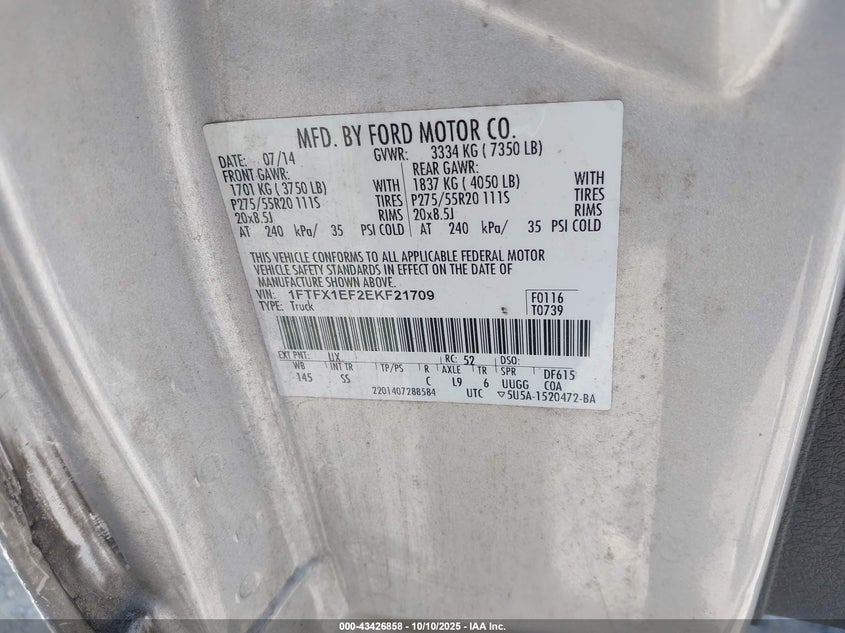 MFD. BY FORD MOTOR CO.
DATE: 07/14 GVWR: 3334 KG ( 7350 LB)
FRONT GAWR: REAR GAWR:
1701 KG ( 3750 LB) WITH 1837 KG ( 4050 LB) WITH
P275/55R20 111S TIRES P275/55R20 111S TIRES
20x8.5J RIMS 20x8.5J RIMS
AT 240 kPa/ 35 PSI COLD AT 240 kPa/ 35 PSI COLD
THIS VEHICLE CONFORMS TO ALL APPLICABLE FEDERAL MOTOR
VEHICLE SAFETY STANDARDS IN EFFECT ON THE DATE OF
MANUFACTURE SHOWN ABOVE.
VIN: 1FTFX1EF2EKF21709 F0116
TYPE: Truck T0739
EXT PNT: UX RC: 52 DSO:
WB INT TR TP/PS R AXLE TR SPR DF615
145 SS C L9 6 UUGG COA
2201407288584 UTC ▽5U5A-1520472-BA
000-43426858 - 10/10/2025 - IAA Inc.